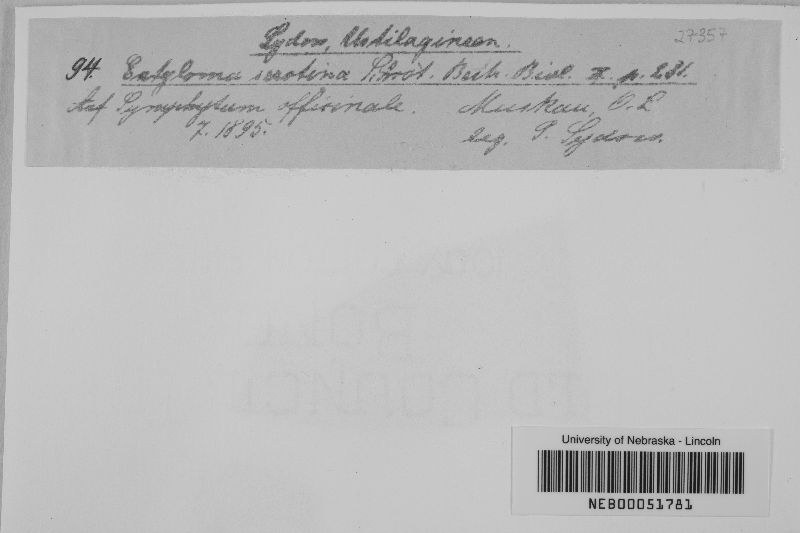 Sydow, Ustilagineen. 27357
94. Entyloma serotina Schröt. Beitr. Biol. II. p. 231.
Auf Symphytum officinale. Muskau, O. L
7. 1895. leg. P. Sydow.
University of Nebraska - Lincoln
NEB00051781